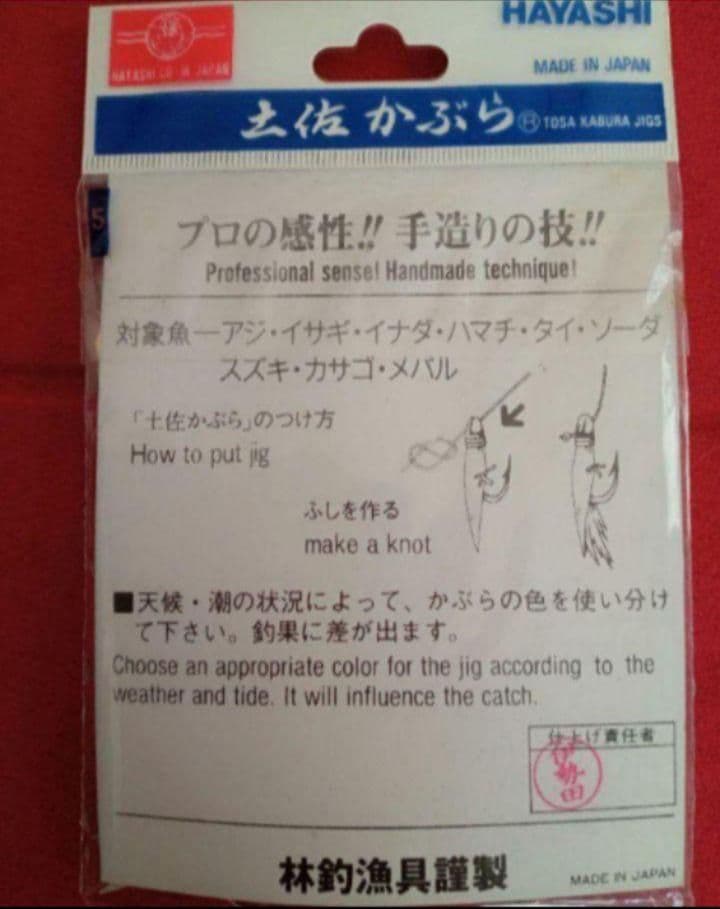 HAYASHI
HAYASHI CO IN JAPAN
MADE IN JAPAN
土佐かぶら Ⓗ TOSA KABURA JIGS
5
プロの感性!! 手造りの技!!
Professional sense! Handmade technique!
対象魚―アジ・イサギ・イナダ・ハマチ・タイ・ソーダ
スズキ・カサゴ・メバル
「土佐かぶら」のつけ方
How to put jig
ふしを作る
make a knot
■天候・潮の状況によって、かぶらの色を使い分け
て下さい。釣果に差が出ます。
Choose an appropriate color for the jig according to the
weather and tide. It will influence the catch.
仕上げ責任者
伊勢田
林釣漁具謹製
MADE IN JAPAN